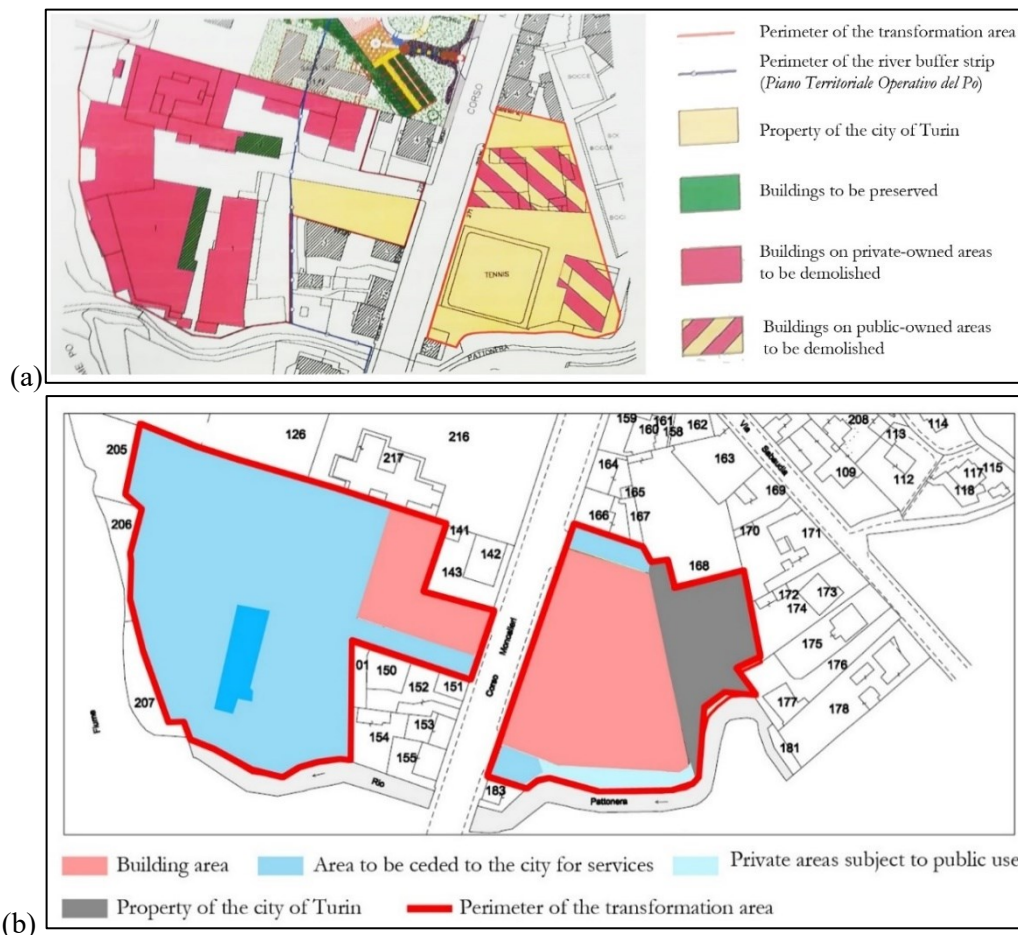 CORSO
BOCCE
BOCCE
TENNIS
PATTONERA
ME PO
Perimeter of the transformation area
Perimeter of the river buffer strip
(Piano Territoriale Operativo del Po)
Property of the city of Turin
Buildings to be preserved
Buildings on private-owned areas
to be demolished
Buildings on public-owned areas
to be demolished
(a)
205
126
216
217
206
141
142
143
207
01
150
151
152
153
154
155
Fiume
Rio
Corso
Moncalieri
183
Pattonera
159
161
160
158
162
163
164
165
166
167
168
Via
Sabaudia
169
170
171
172
173
174
175
176
177
178
181
208
109
113
114
112
117
115
118
Building area
Area to be ceded to the city for services
Private areas subject to public use
Property of the city of Turin
Perimeter of the transformation area
(b)